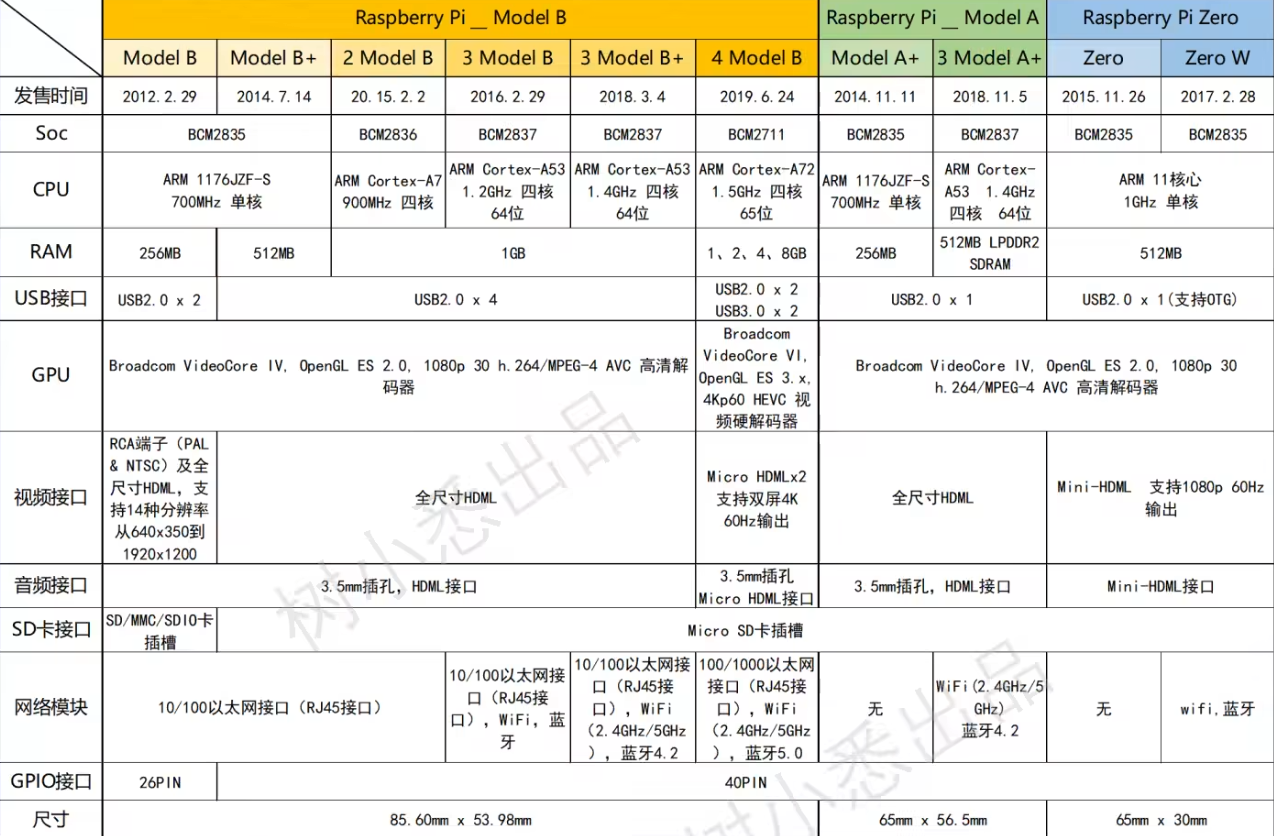 Raspberry Pi __ Model B
Raspberry Pi __ Model A
Raspberry Pi Zero
Model B
Model B+
2 Model B
3 Model B
3 Model B+
4 Model B
Model A+
3 Model A+
Zero
Zero W
发售时间
2012.2.29
2014.7.14
20.15.2.2
2016.2.29
2018.3.4
2019.6.24
2014.11.11
2018.11.5
2015.11.26
2017.2.28
Soc
BCM2835
BCM2836
BCM2837
BCM2837
BCM2711
BCM2835
BCM2837
BCM2835
BCM2835
CPU
ARM 1176JZF-S
700MHz 单核
ARM Cortex-A7
900MHz 四核
ARM Cortex-A53
1.2GHz 四核
64位
ARM Cortex-A53
1.4GHz 四核
64位
ARM Cortex-A72
1.5GHz 四核
65位
ARM 1176JZF-S
700MHz 单核
ARM Cortex-
A53 1.4GHz
四核 64位
ARM 11核心
1GHz 单核
RAM
256MB
512MB
1GB
1、2、4、8GB
256MB
512MB LPDDR2
SDRAM
512MB
USB接口
USB2.0 x 2
USB2.0 x 4
USB2.0 x 2
USB3.0 x 2
USB2.0 x 1
USB2.0 x 1(支持OTG)
GPU
Broadcom VideoCore IV, OpenGL ES 2.0, 1080p 30 h.264/MPEG-4 AVC 高清解
码器
Broadcom
VideoCore VI,
OpenGL ES 3.x,
4Kp60 HEVC 视
频硬解码器
Broadcom VideoCore IV, OpenGL ES 2.0, 1080p 30
h.264/MPEG-4 AVC 高清解码器
视频接口
RCA端子（PAL
& NTSC）及全
尺寸HDML，支
持14种分辨率
从640x350到
1920x1200
全尺寸HDML
Micro HDMLx2
支持双屏4K
60Hz输出
全尺寸HDML
Mini-HDML 支持1080p 60Hz
输出
音频接口
3.5mm插孔，HDML接口
3.5mm插孔
Micro HDML接口
3.5mm插孔，HDML接口
Mini-HDML接口
SD卡接口
SD/MMC/SDIO卡
插槽
Micro SD卡插槽
网络模块
10/100以太网接口（RJ45接口）
10/100以太网接
口（RJ45接
口），WiFi，蓝
牙
10/100以太网接
口（RJ45接
口），WiFi
（2.4GHz/5GHz
），蓝牙4.2
100/1000以太网
接口（RJ45接
口），WiFi
（2.4GHz/5GHz
），蓝牙5.0
无
WiFi(2.4GHz/5
GHz)
蓝牙4.2
无
wifi,蓝牙
GPIO接口
26PIN
40PIN
尺寸
85.60mm x 53.98mm
65mm x 56.5mm
65mm x 30mm
树小悉出品
树小悉出品
树小悉出品